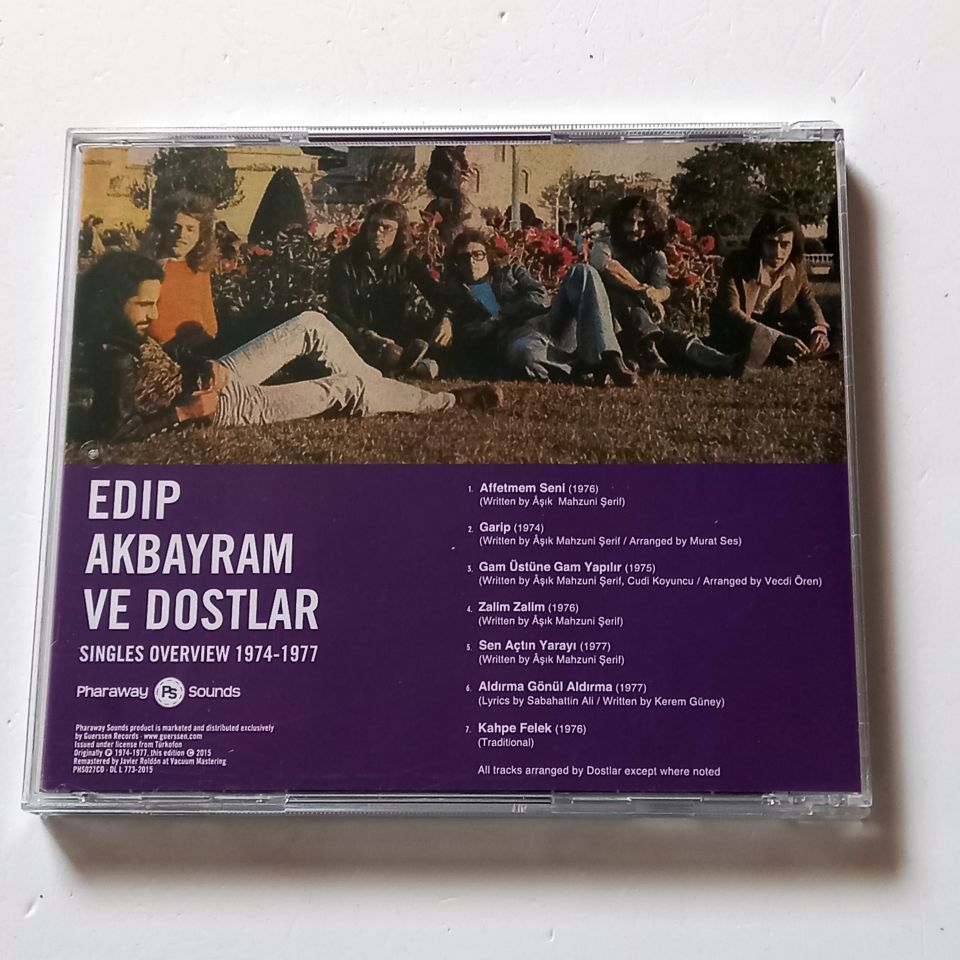 EDIP
AKBAYRAM
VE DOSTLAR
SINGLES OVERVIEW 1974-1977
Pharaway PS Sounds
Pharaway Sounds product is marketed and distributed exclusively
by Guerssen Records · www.guerssen.com
Issued under license from Türkofon
Originally ℗ 1974-1977, this edition © 2015
Remastered by Javier Roldón at Vacuum Mastering
PHS027CD · DL L 773-2015
1. Affetmem Seni (1976)
(Written by Âşık Mahzuni Şerif)
2. Garip (1974)
(Written by Âşık Mahzuni Şerif / Arranged by Murat Ses)
3. Gam Üstüne Gam Yapılır (1975)
(Written by Âşık Mahzuni Şerif, Cudi Koyuncu / Arranged by Vecdi Ören)
4. Zalim Zalim (1976)
(Written by Âşık Mahzuni Şerif)
5. Sen Açtın Yarayı (1977)
(Written by Âşık Mahzuni Şerif)
6. Aldırma Gönül Aldırma (1977)
(Lyrics by Sabahattin Ali / Written by Kerem Güney)
7. Kahpe Felek (1976)
(Traditional)
All tracks arranged by Dostlar except where noted